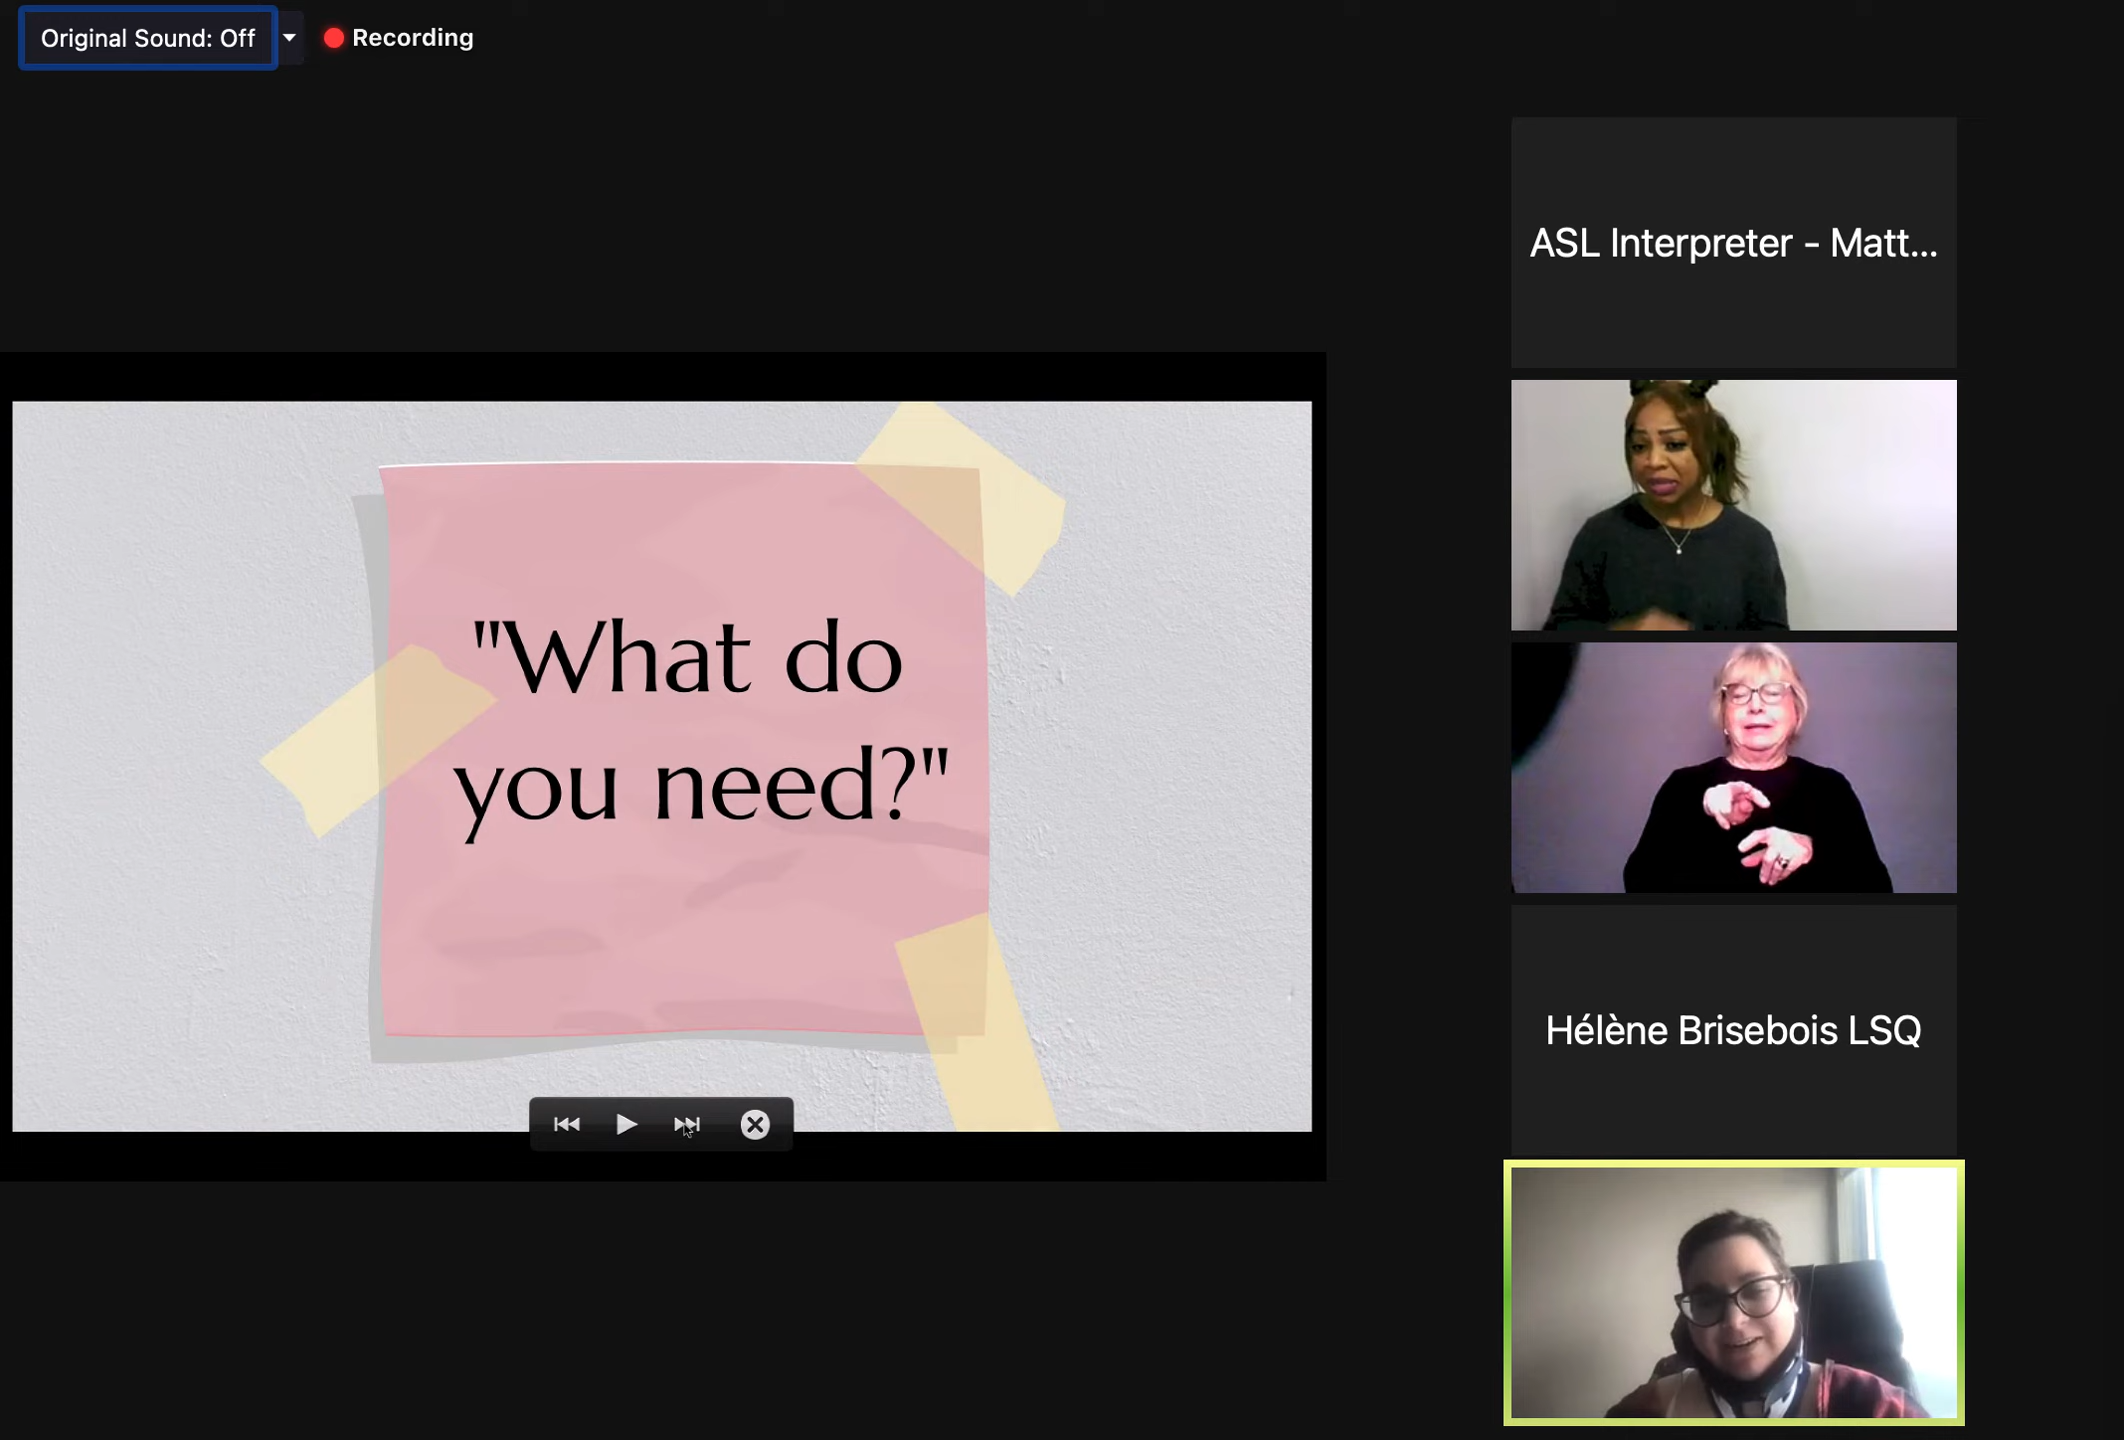 Original Sound: Off
Recording
ASL Interpreter - Matt...
"What do
you need?"
Hélène Brisebois LSQ